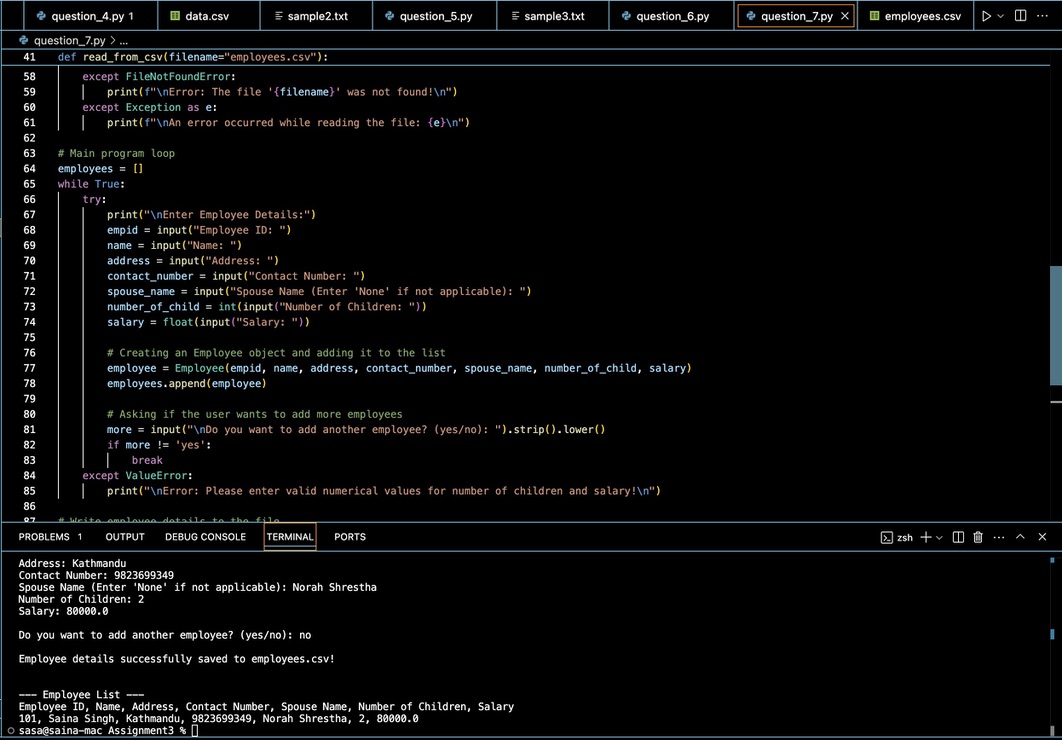 question_4.py 1 data.csv sample2.txt question_5.py sample3.txt question_6.py question_7.py employees.csv
question_7.py > ...
41 def read_from_csv(filename="employees.csv"):
58 except FileNotFoundError:
59 print(f"\nError: The file '{filename}' was not found!\n")
60 except Exception as e:
61 print(f"\nAn error occurred while reading the file: {e}\n")
62
63 # Main program loop
64 employees = []
65 while True:
66 try:
67 print("\nEnter Employee Details:")
68 empid = input("Employee ID: ")
69 name = input("Name: ")
70 address = input("Address: ")
71 contact_number = input("Contact Number: ")
72 spouse_name = input("Spouse Name (Enter 'None' if not applicable): ")
73 number_of_child = int(input("Number of Children: "))
74 salary = float(input("Salary: "))
75
76 # Creating an Employee object and adding it to the list
77 employee = Employee(empid, name, address, contact_number, spouse_name, number_of_child, salary)
78 employees.append(employee)
79
80 # Asking if the user wants to add more employees
81 more = input("\nDo you want to add another employee? (yes/no): ").strip().lower()
82 if more != 'yes':
83 break
84 except ValueError:
85 print("\nError: Please enter valid numerical values for number of children and salary!\n")
86
87 # Write employee details to the file
PROBLEMS 1 OUTPUT DEBUG CONSOLE TERMINAL PORTS zsh
Address: Kathmandu
Contact Number: 9823699349
Spouse Name (Enter 'None' if not applicable): Norah Shrestha
Number of Children: 2
Salary: 80000.0
Do you want to add another employee? (yes/no): no
Employee details successfully saved to employees.csv!
--- Employee List ---
Employee ID, Name, Address, Contact Number, Spouse Name, Number of Children, Salary
101, Saina Singh, Kathmandu, 9823699349, Norah Shrestha, 2, 80000.0
sasa@saina-mac Assignment3 %